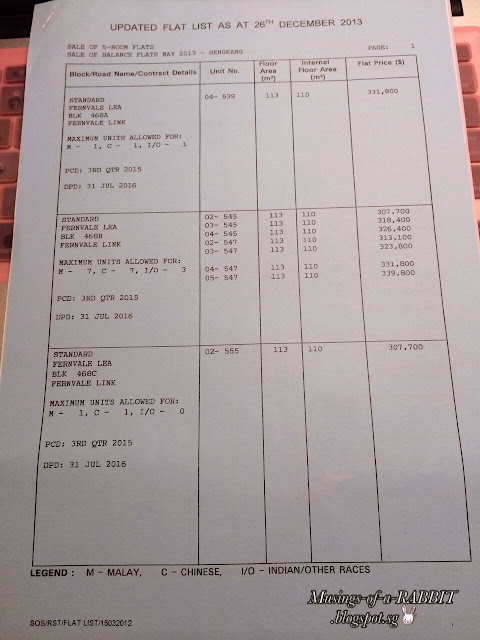 UPDATED FLAT LIST AS AT 26TH DECEMBER 2013
SALE OF 5-ROOM FLATS
SALE OF BALANCE FLATS MAY 2013 - SENGKANG PAGE: 1
Block/Road Name/Contract Details Unit No. Floor Area (m²) Internal Floor Area (m²) Flat Price ($)
STANDARD 04- 539 113 110 331,800
FERNVALE LEA
BLK 468A
FERNVALE LINK
MAXIMUM UNITS ALLOWED FOR:
M - 1, C - 1, I/O - 1
PCD: 3RD QTR 2015
DPD: 31 JUL 2016
STANDARD 02- 545 113 110 307,700
FERNVALE LEA 03- 545 113 110 318,400
BLK 468B 04- 545 113 110 326,400
FERNVALE LINK 02- 547 113 110 313,100
03- 547 113 110 323,800
MAXIMUM UNITS ALLOWED FOR: 04- 547 113 110 331,800
M - 7, C - 7, I/O - 3 05- 547 113 110 339,800
PCD: 3RD QTR 2015
DPD: 31 JUL 2016
STANDARD 02- 555 113 110 307,700
FERNVALE LEA
BLK 468C
FERNVALE LINK
MAXIMUM UNITS ALLOWED FOR:
M - 1, C - 1, I/O - 0
PCD: 3RD QTR 2015
DPD: 31 JUL 2016
LEGEND : M - MALAY, C - CHINESE, I/O - INDIAN/OTHER RACES
SOS/RST/FLAT LIST/15032012
Musings-of-a-RABBIT
.blogspot.sg